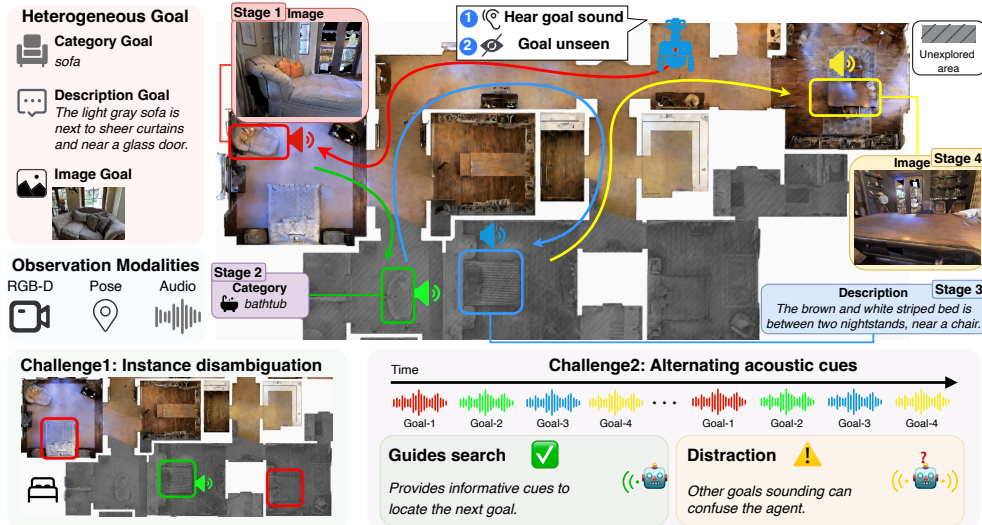 Heterogeneous Goal
Category Goal
sofa
Description Goal
The light gray sofa is
next to sheer curtains
and near a glass door.
Image Goal
Observation Modalities
RGB-D
Pose
Audio
Stage 1
Image
1 Hear goal sound
2 Goal unseen
Unexplored
area
Stage 4
Image
Stage 2
Category
bathtub
Stage 3
Description
The brown and white striped bed is
between two nightstands, near a chair.
Challenge1: Instance disambiguation
Challenge2: Alternating acoustic cues
Time
...
Goal-1 Goal-2 Goal-3 Goal-4 Goal-1 Goal-2 Goal-3 Goal-4
Guides search
Provides informative cues to
locate the next goal.
Distraction
Other goals sounding can
confuse the agent.
?